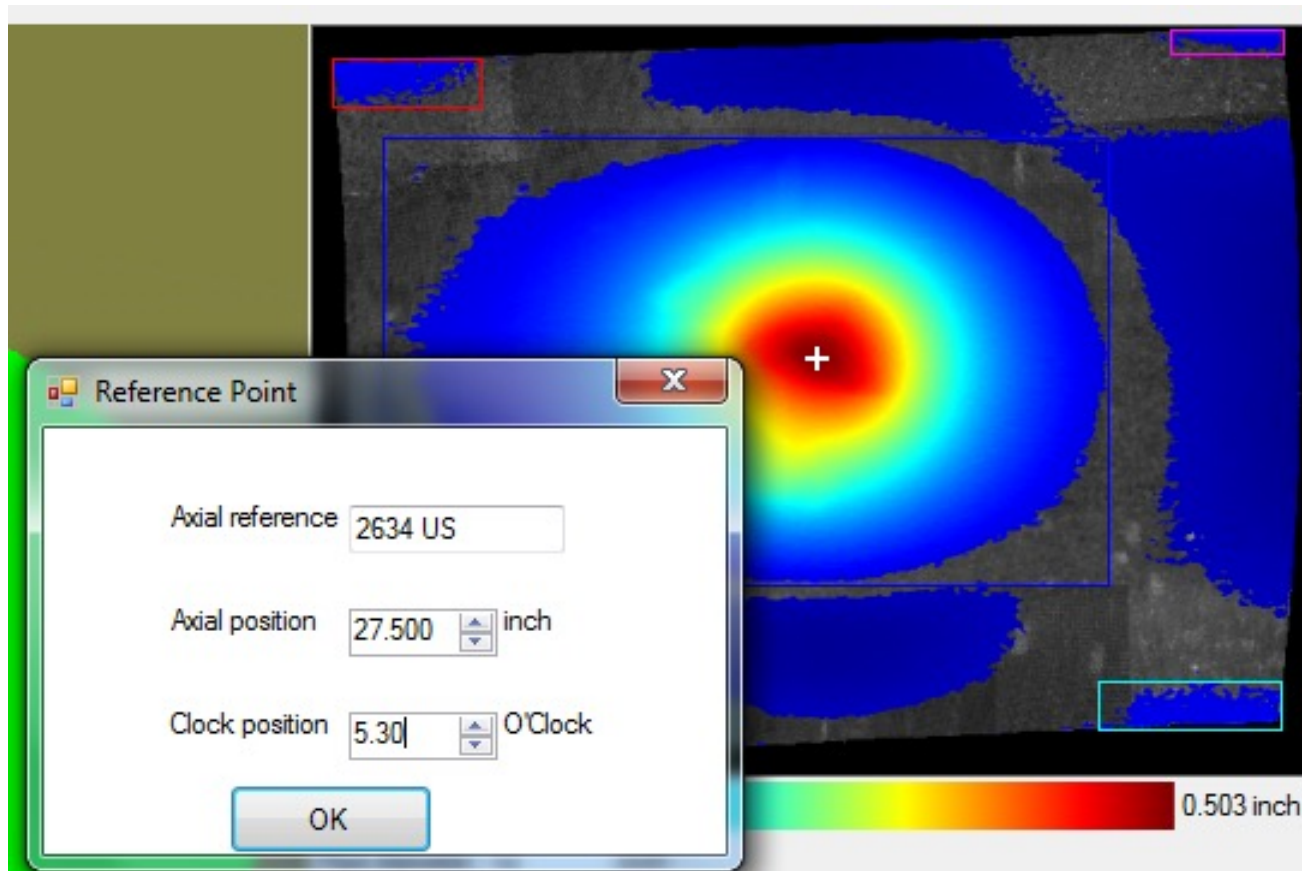 Reference Point
Axial reference 2634 US
Axial position 27.500 inch
Clock position 5.30 O'Clock
OK
0.503 inch